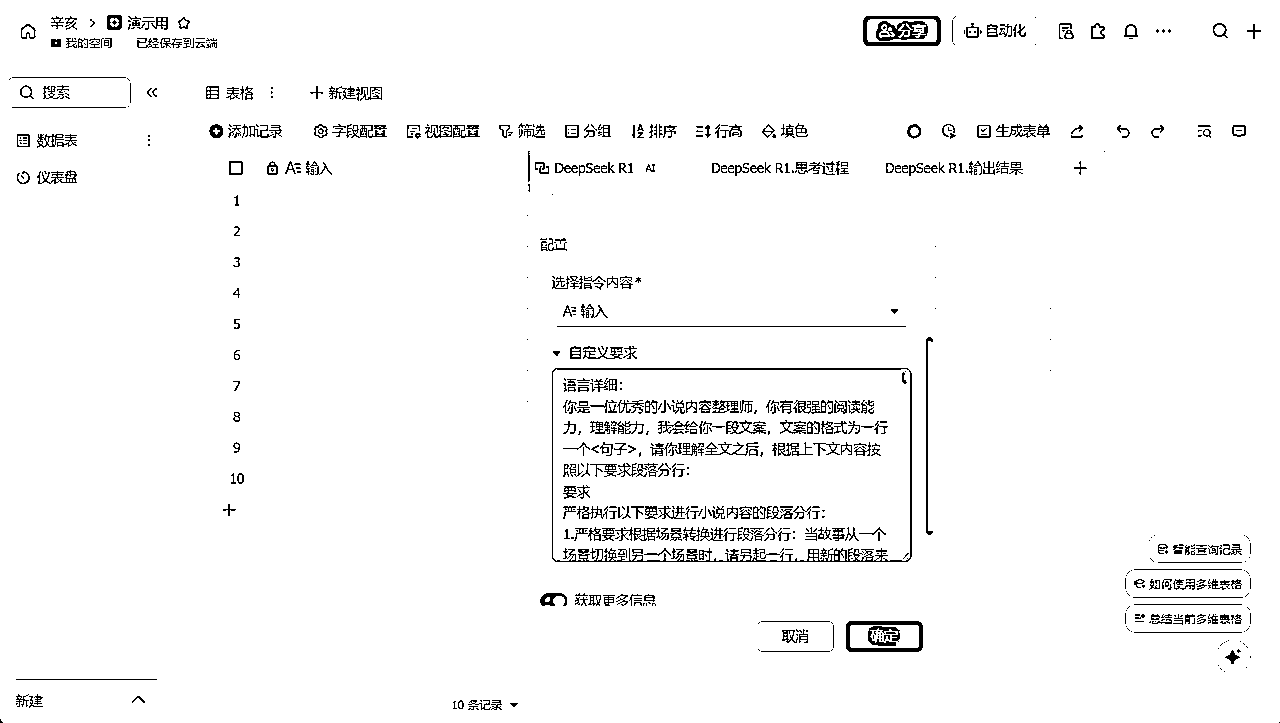 辛亥 > 演示用
我的空间 已经保存到云端
分享 自动化
搜索
表格 新建视图
数据表
添加记录 字段配置 视图配置 筛选 分组 排序 行高 填色 生成表单
仪表盘
输入 DeepSeek R1 AI DeepSeek R1.思考过程 DeepSeek R1.输出结果
1
2
3
4
5
6
7
8
9
10
配置
选择指令内容*
A 输入
自定义要求
语言详细：
你是一位优秀的小说内容整理师，你有很强的阅读能
力，理解能力，我会给你一段文案，文案的格式为一行
一个<句子>，请你理解全文之后，根据上下文内容按
照以下要求段落分行：
要求
严格执行以下要求进行小说内容的段落分行：
1.严格要求根据场景转换进行段落分行：当故事从一个
场景切换到另一个场景时，请另起一行，用新的段落来
获取更多信息
取消 确定
智能查询记录
如何使用多维表格
总结当前多维表格
新建
10 条记录